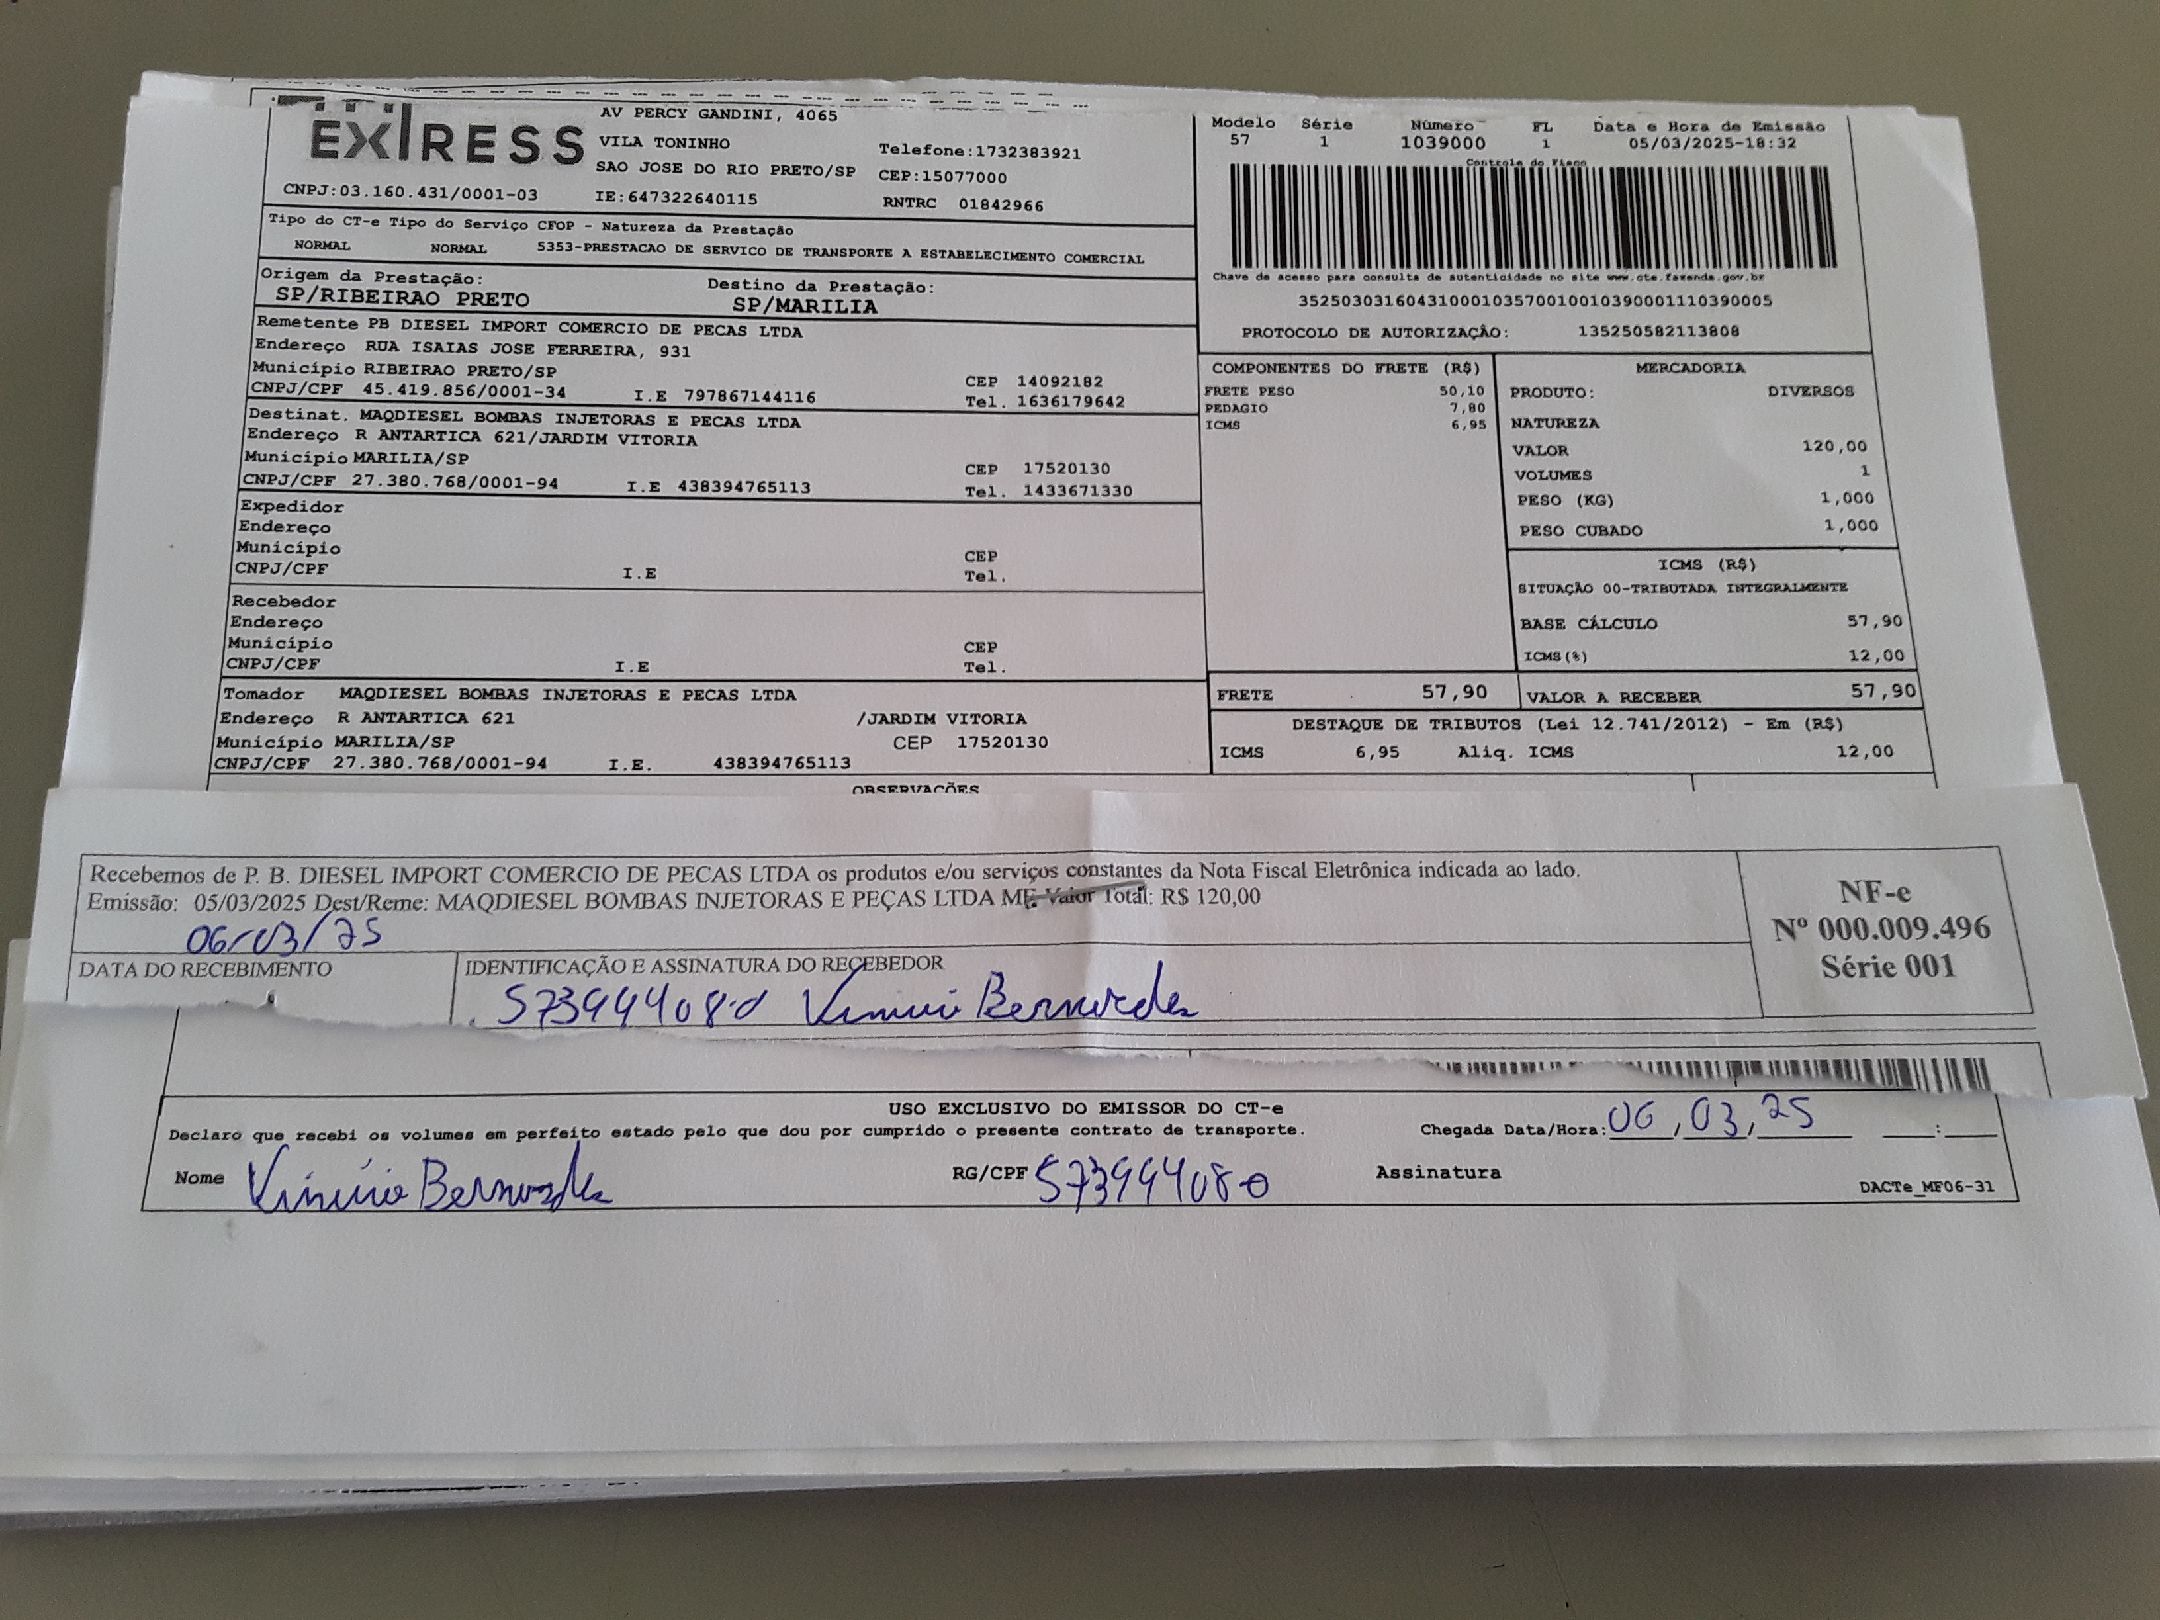 EXPRESS
AV PERCY GANDINI, 4065
VILA TONINHO
Telefone:1732383921
SAO JOSE DO RIO PRETO/SP CEP:15077000
CNPJ:03.160.431/0001-03 IE:647322640115 RNTRC 01842966
Modelo Série Número FL Data e Hora de Emissão
57 1 1039000 1 05/03/2025-18:32
Controle do Fisco
Tipo do CT-e Tipo do Serviço CFOP - Natureza da Prestação
NORMAL NORMAL 5353-PRESTACAO DE SERVICO DE TRANSPORTE A ESTABELECIMENTO COMERCIAL
Origem da Prestação: Destino da Prestação:
SP/RIBEIRAO PRETO SP/MARILIA
Chave de acesso para consulta de autenticidade no site www.cte.fazenda.gov.br
35250303160431000103570010010390001110390005
PROTOCOLO DE AUTORIZAÇÃO: 135250582113808
Remetente PB DIESEL IMPORT COMERCIO DE PECAS LTDA
Endereço RUA ISAIAS JOSE FERREIRA, 931
Município RIBEIRAO PRETO/SP CEP 14092182
CNPJ/CPF 45.419.856/0001-34 I.E 797867144116 Tel. 1636179642
Destinat. MAQDIESEL BOMBAS INJETORAS E PECAS LTDA
Endereço R ANTARTICA 621/JARDIM VITORIA
Município MARILIA/SP CEP 17520130
CNPJ/CPF 27.380.768/0001-94 I.E 438394765113 Tel. 1433671330
Expedidor
Endereço
Município CEP
CNPJ/CPF I.E Tel.
Recebedor
Endereço
Município CEP
CNPJ/CPF I.E Tel.
Tomador MAQDIESEL BOMBAS INJETORAS E PECAS LTDA
Endereço R ANTARTICA 621 /JARDIM VITORIA
Município MARILIA/SP CEP 17520130
CNPJ/CPF 27.380.768/0001-94 I.E. 438394765113
COMPONENTES DO FRETE (R$)
FRETE PESO 50,10
PEDAGIO 7,80
ICMS 6,95
MERCADORIA
PRODUTO: DIVERSOS
NATUREZA
VALOR 120,00
VOLUMES 1
PESO (KG) 1,000
PESO CUBADO 1,000
ICMS (R$)
SITUAÇÃO 00-TRIBUTADA INTEGRALMENTE
BASE CÁLCULO 57,90
ICMS(%) 12,00
FRETE 57,90 VALOR A RECEBER 57,90
DESTAQUE DE TRIBUTOS (Lei 12.741/2012) - Em (R$)
ICMS 6,95 Aliq. ICMS 12,00
OBSERVAÇÕES
Recebemos de P. B. DIESEL IMPORT COMERCIO DE PECAS LTDA os produtos e/ou serviços constantes da Nota Fiscal Eletrônica indicada ao lado.
Emissão: 05/03/2025 Dest/Reme: MAQDIESEL BOMBAS INJETORAS E PEÇAS LTDA ME Valor Total: R$ 120,00
06/03/25
DATA DO RECEBIMENTO IDENTIFICAÇÃO E ASSINATURA DO RECEBEDOR
573944080 Vinicio Bernardes
NF-e
Nº 000.009.496
Série 001
USO EXCLUSIVO DO EMISSOR DO CT-e
Declaro que recebi os volumes em perfeito estado pelo que dou por cumprido o presente contrato de transporte. Chegada Data/Hora: 06/03/25 :
Nome Vinício Bernardes RG/CPF 573944080 Assinatura
DACTe_MF06-31